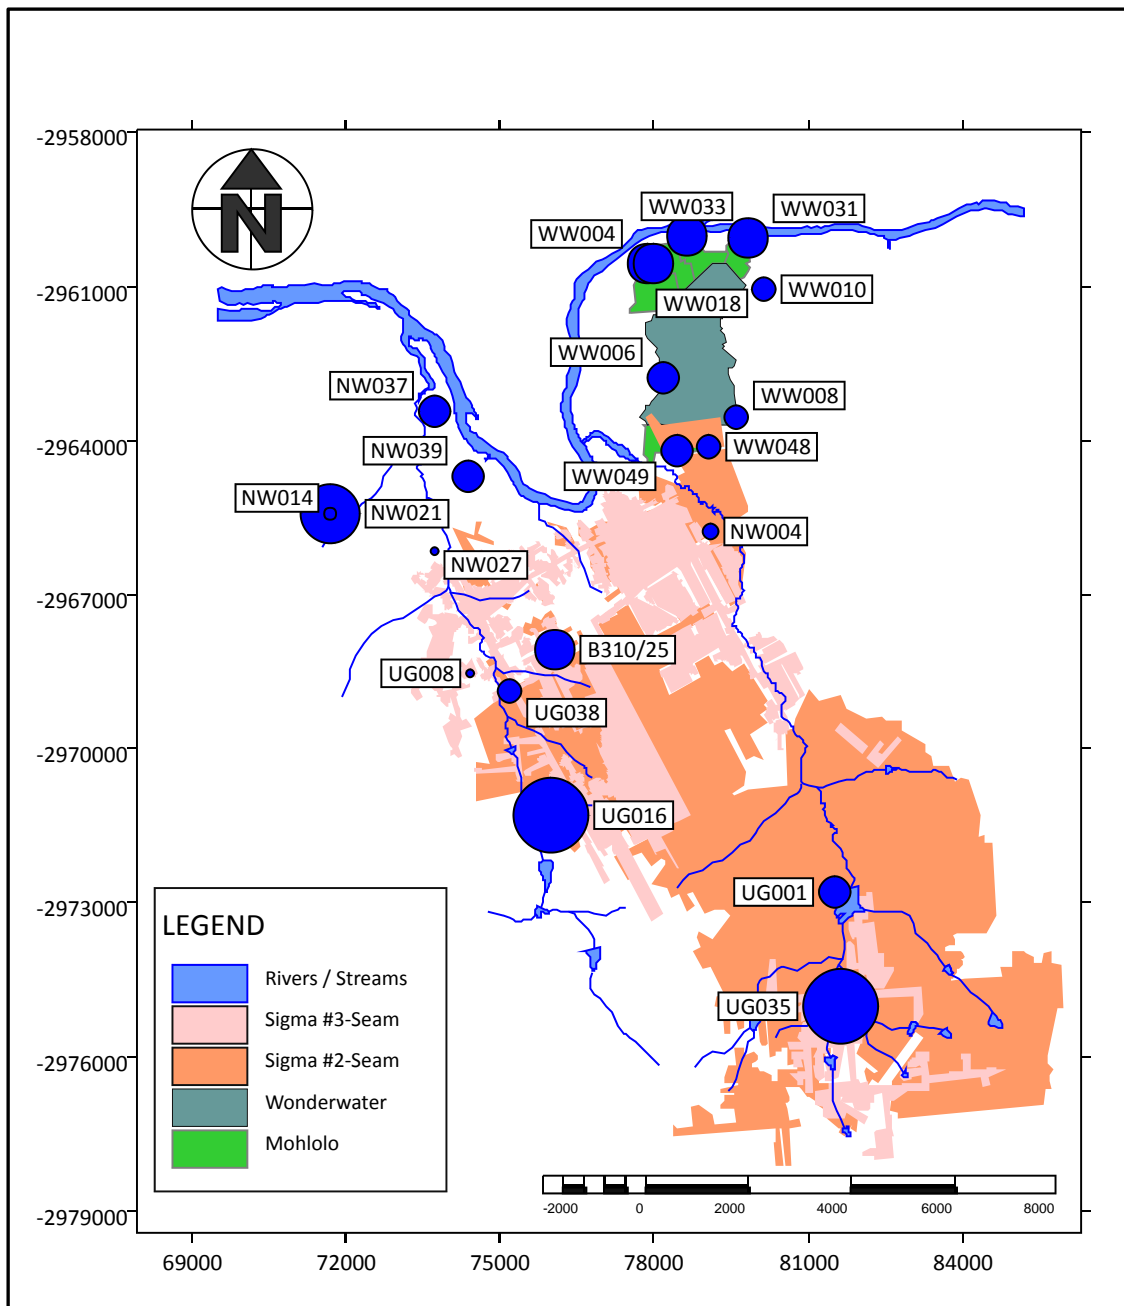 -2958000
-2961000
-2964000
-2967000
-2970000
-2973000
-2976000
-2979000
N
WW033
WW031
WW004
WW010
WW018
WW006
NW037
WW008
NW039
WW048
WW049
NW014
NW021
NW004
NW027
B310/25
UG008
UG038
UG016
UG001
UG035
LEGEND
Rivers / Streams
Sigma #3-Seam
Sigma #2-Seam
Wonderwater
Mohlolo
-2000 0 2000 4000 6000 8000
69000 72000 75000 78000 81000 84000